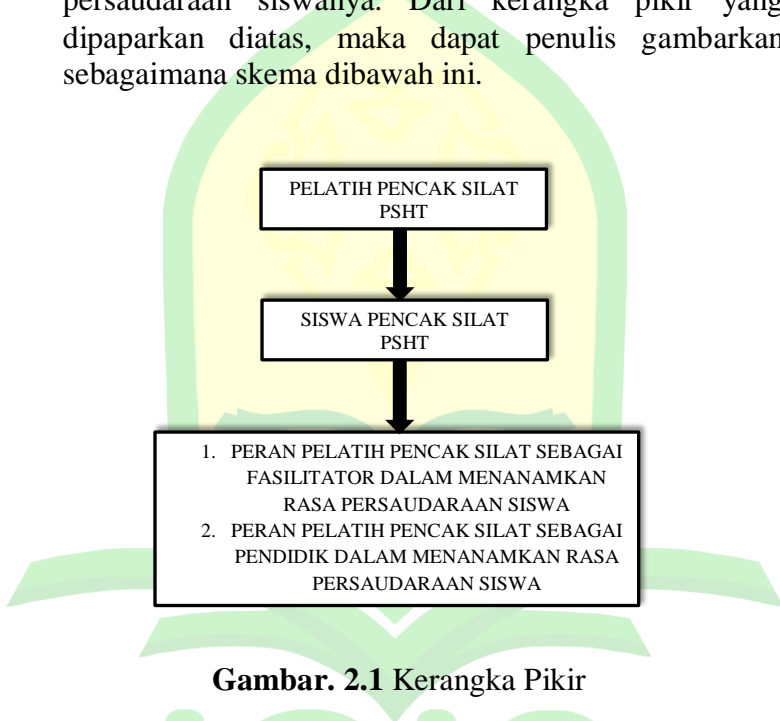 persaudaraan siswanya. Dari kerangka pikir yang
dipaparkan diatas, maka dapat penulis gambarkan
sebagaimana skema dibawah ini.
PELATIH PENCAK SILAT
PSHT
SISWA PENCAK SILAT
PSHT
1. PERAN PELATIH PENCAK SILAT SEBAGAI
FASILITATOR DALAM MENANAMKAN
RASA PERSAUDARAAN SISWA
2. PERAN PELATIH PENCAK SILAT SEBAGAI
PENDIDIK DALAM MENANAMKAN RASA
PERSAUDARAAN SISWA
Gambar. 2.1 Kerangka Pikir